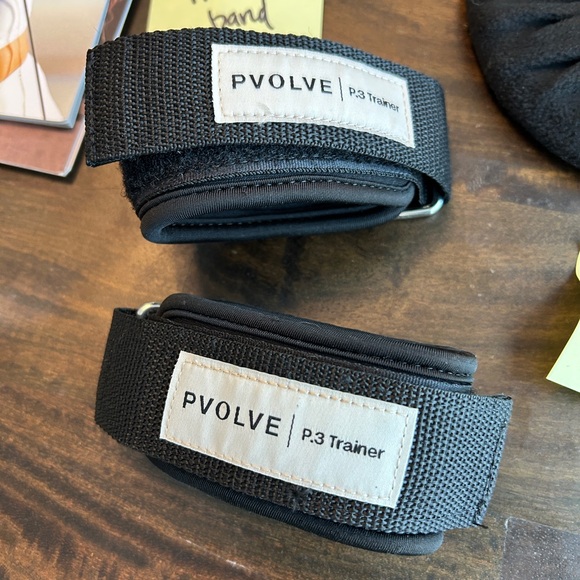 band
PVOLVE | P.3 Trainer
PVOLVE | P.3 Trainer